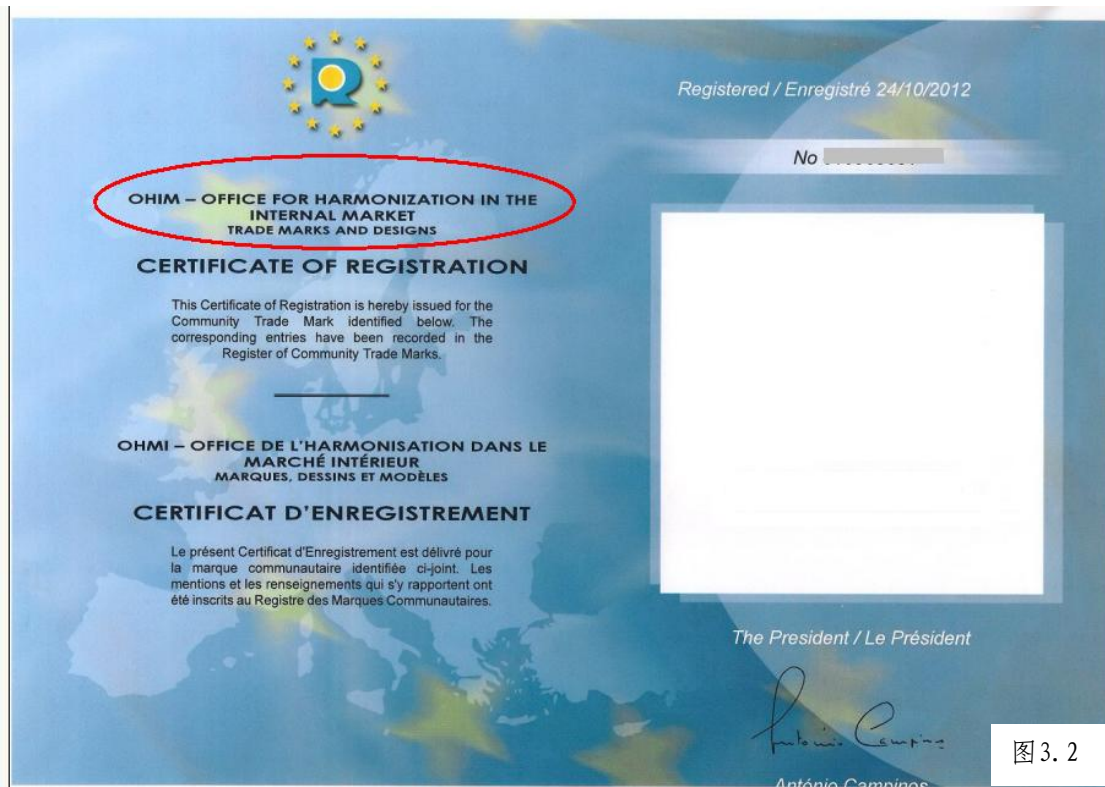 OHIM – OFFICE FOR HARMONIZATION IN THE
INTERNAL MARKET
TRADE MARKS AND DESIGNS
CERTIFICATE OF REGISTRATION
This Certificate of Registration is hereby issued for the
Community Trade Mark identified below. The
corresponding entries have been recorded in the
Register of Community Trade Marks.
OHMI – OFFICE DE L'HARMONISATION DANS LE
MARCHÉ INTÉRIEUR
MARQUES, DESSINS ET MODÈLES
CERTIFICAT D'ENREGISTREMENT
Le présent Certificat d'Enregistrement est délivré pour
la marque communautaire identifiée ci-joint. Les
mentions et les renseignements qui s'y rapportent ont
été inscrits au Registre des Marques Communautaires.
Registered / Enregistré 24/10/2012
No
The President / Le Président
António Campinos
António Campinos
图3.2